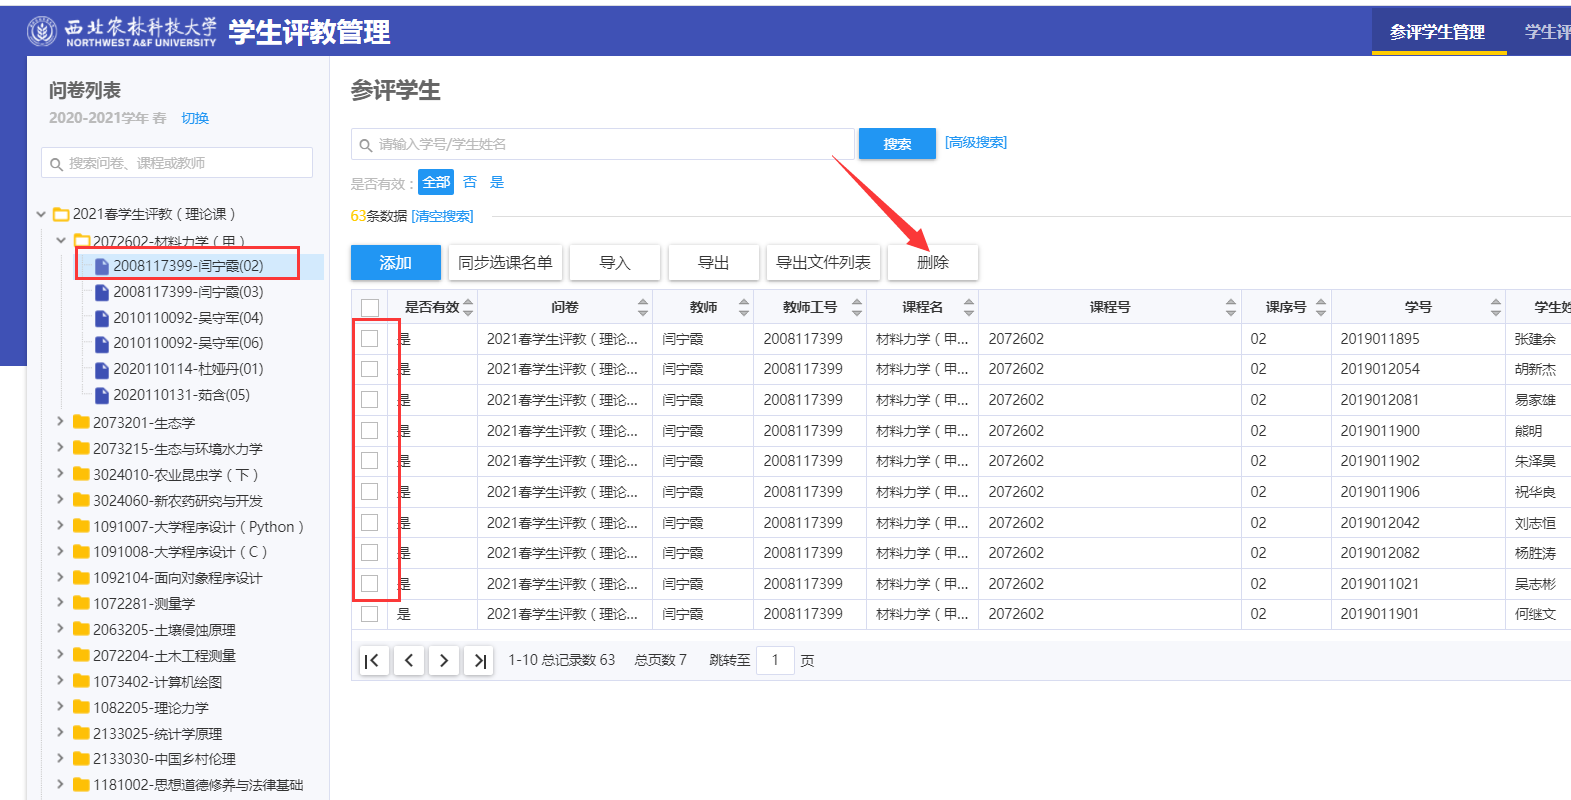 西北农林科技大学
NORTHWEST A&F UNIVERSITY
学生评教管理
参评学生管理
学生评
问卷列表
2020-2021学年 春 切换
搜索问卷、课程或教师
2021春学生评教（理论课）
2072602-材料力学（甲）
2008117399-闫宁霞(02)
2008117399-闫宁霞(03)
2010110092-吴守军(04)
2010110092-吴守军(06)
2020110114-杜娅丹(01)
2020110131-茹含(05)
2073201-生态学
2073215-生态与环境水力学
3024010-农业昆虫学（下）
3024060-新农药研究与开发
1091007-大学程序设计（Python）
1091008-大学程序设计（C）
1092104-面向对象程序设计
1072281-测量学
2063205-土壤侵蚀原理
2072204-土木工程测量
1073402-计算机绘图
1082205-理论力学
2133025-统计学原理
2133030-中国乡村伦理
1181002-思想道德修养与法律基础
参评学生
请输入学号/学生姓名 搜索 [高级搜索]
是否有效： 全部 否 是
63条数据 [清空搜索]
添加 同步选课名单 导入 导出 导出文件列表 删除
是否有效 问卷 教师 教师工号 课程名 课程号 课序号 学号 学生姓
是 2021春学生评教（理论... 闫宁霞 2008117399 材料力学（甲... 2072602 02 2019011895 张建余
是 2021春学生评教（理论... 闫宁霞 2008117399 材料力学（甲... 2072602 02 2019012054 胡新杰
是 2021春学生评教（理论... 闫宁霞 2008117399 材料力学（甲... 2072602 02 2019012081 易家雄
是 2021春学生评教（理论... 闫宁霞 2008117399 材料力学（甲... 2072602 02 2019011900 熊明
是 2021春学生评教（理论... 闫宁霞 2008117399 材料力学（甲... 2072602 02 2019011902 朱泽昊
是 2021春学生评教（理论... 闫宁霞 2008117399 材料力学（甲... 2072602 02 2019011906 祝华良
是 2021春学生评教（理论... 闫宁霞 2008117399 材料力学（甲... 2072602 02 2019012042 刘志恒
是 2021春学生评教（理论... 闫宁霞 2008117399 材料力学（甲... 2072602 02 2019012082 杨胜涛
是 2021春学生评教（理论... 闫宁霞 2008117399 材料力学（甲... 2072602 02 2019011021 吴志彬
是 2021春学生评教（理论... 闫宁霞 2008117399 材料力学（甲... 2072602 02 2019011901 何继文
1-10 总记录数 63 总页数 7 跳转至 1 页